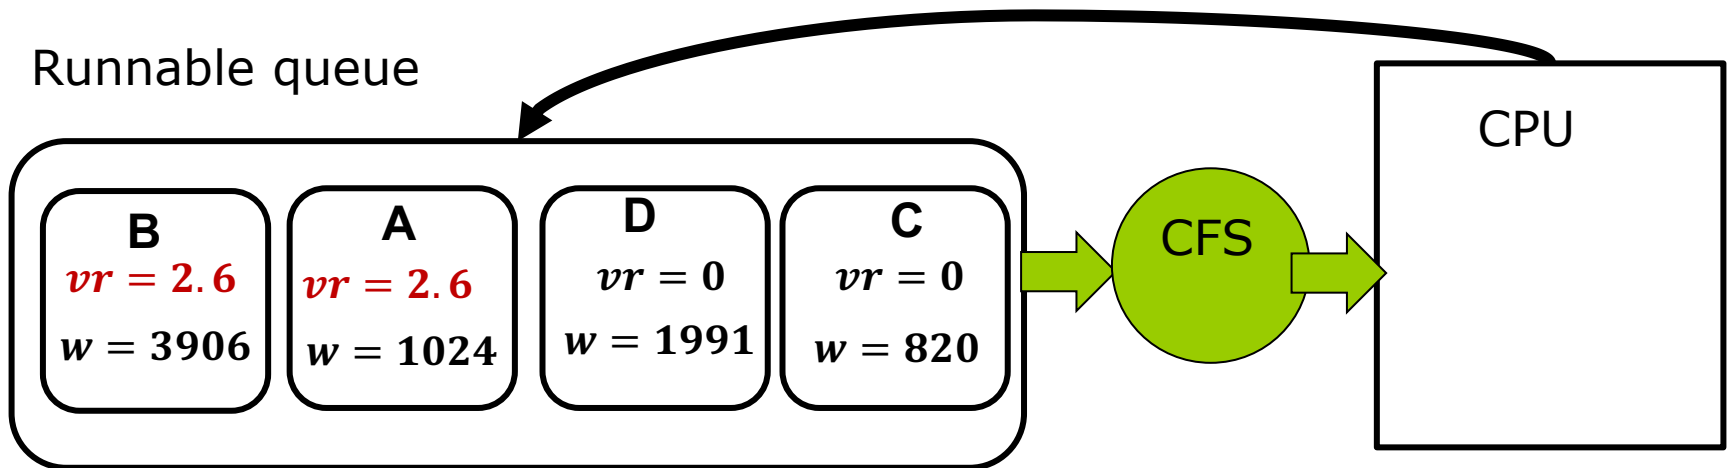 Runnable queue
B
vr = 2.6
w = 3906
A
vr = 2.6
w = 1024
D
vr = 0
w = 1991
C
vr = 0
w = 820
CFS
CPU